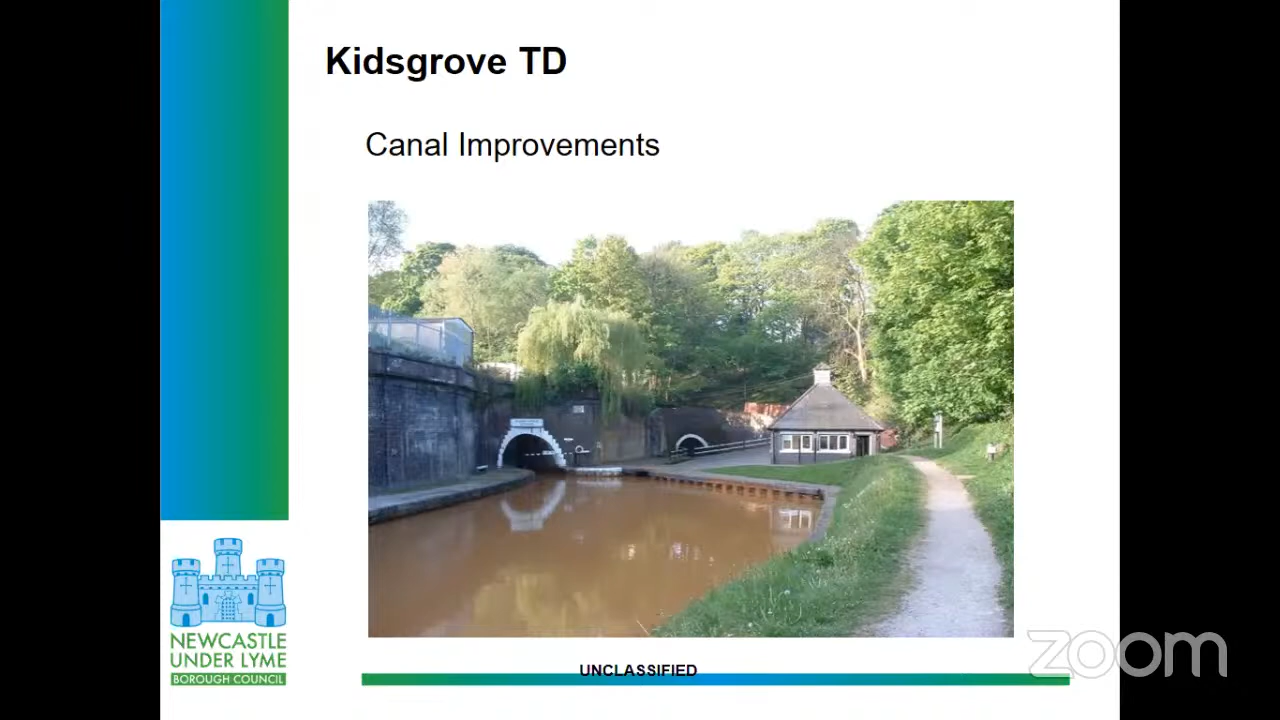 Kidsgrove TD
Canal Improvements
NEWCASTLE
UNDER LYME
BOROUGH COUNCIL
UNCLASSIFIED
zoom